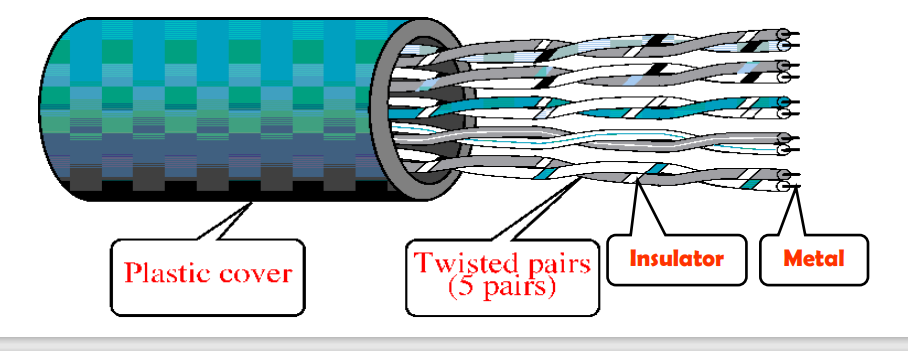 Plastic cover
Twisted pairs
(5 pairs)
Insulator
Metal